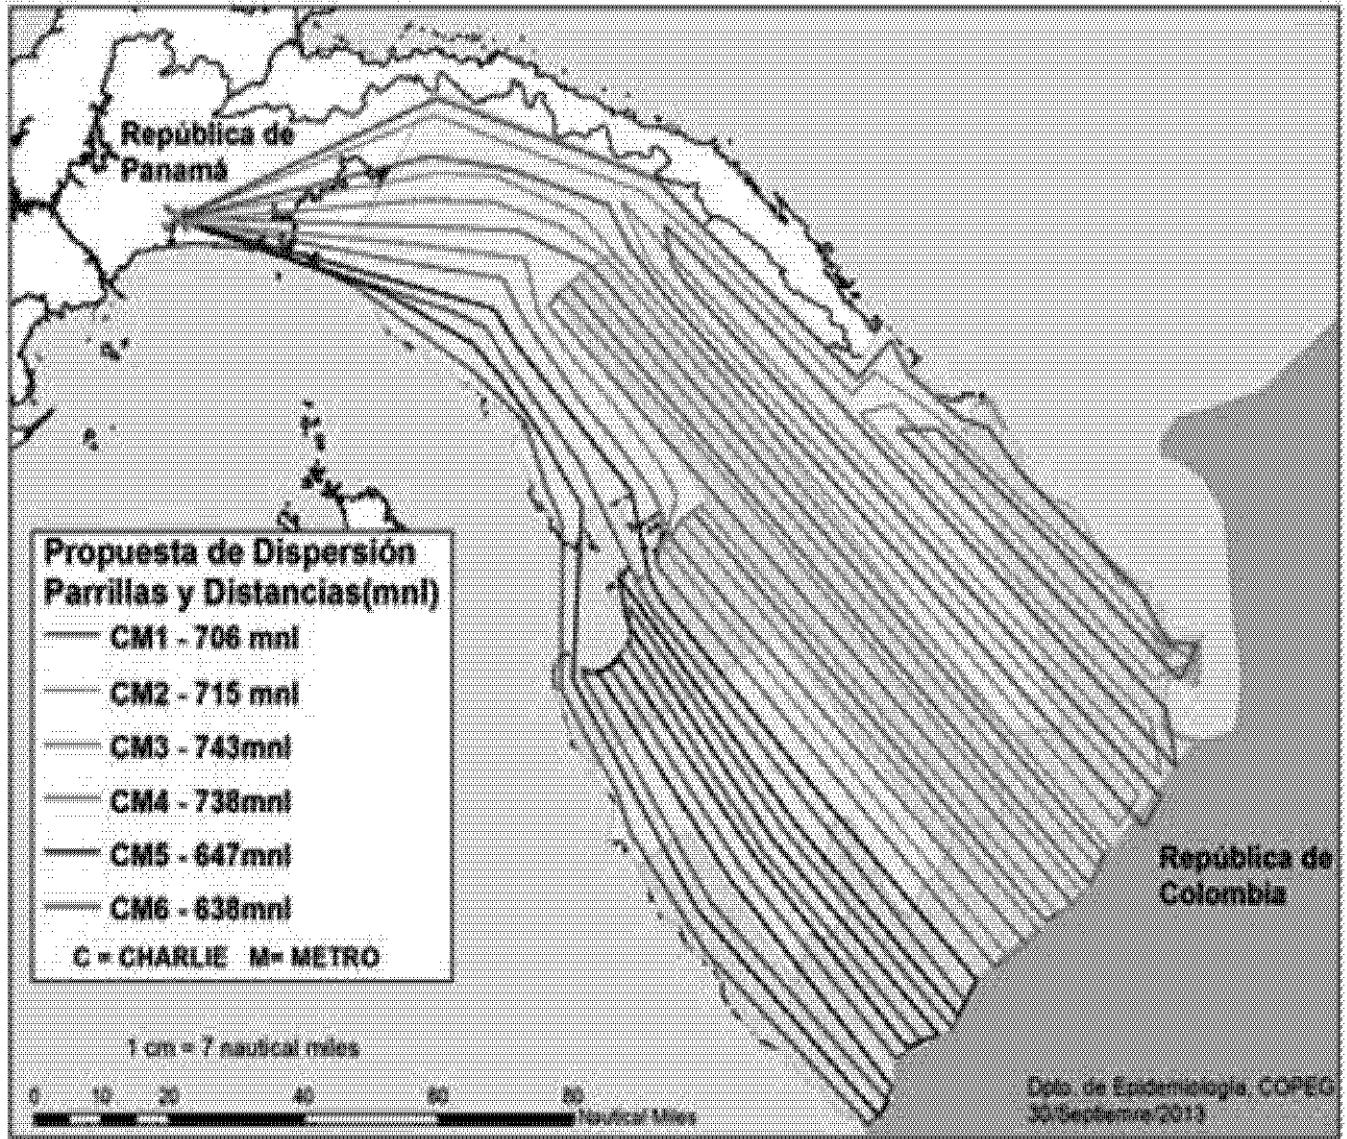 República de
Panamá
Propuesta de Dispersión
Parrillas y Distancias(mnl)
CM1 - 706 mnl
CM2 - 715 mnl
CM3 - 743mnl
CM4 - 738mnl
CM5 - 647mnl
CM6 - 638mnl
C = CHARLIE M= METRO
República de
Colombia
1 cm = 7 nautical miles
0 10 20 40 60 80
Nautical Miles
Dpto. de Epidemiología, COPEG
30/Septiemre/2013